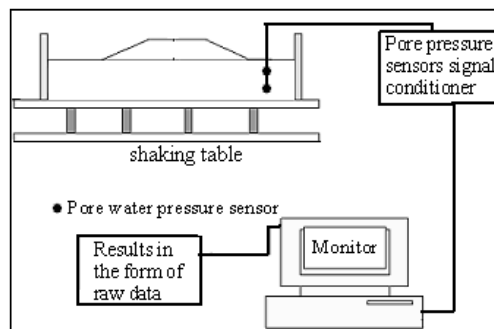 Pore pressure
sensors signal
conditioner
shaking table
Pore water pressure sensor
Results in
the form of
raw data
Monitor